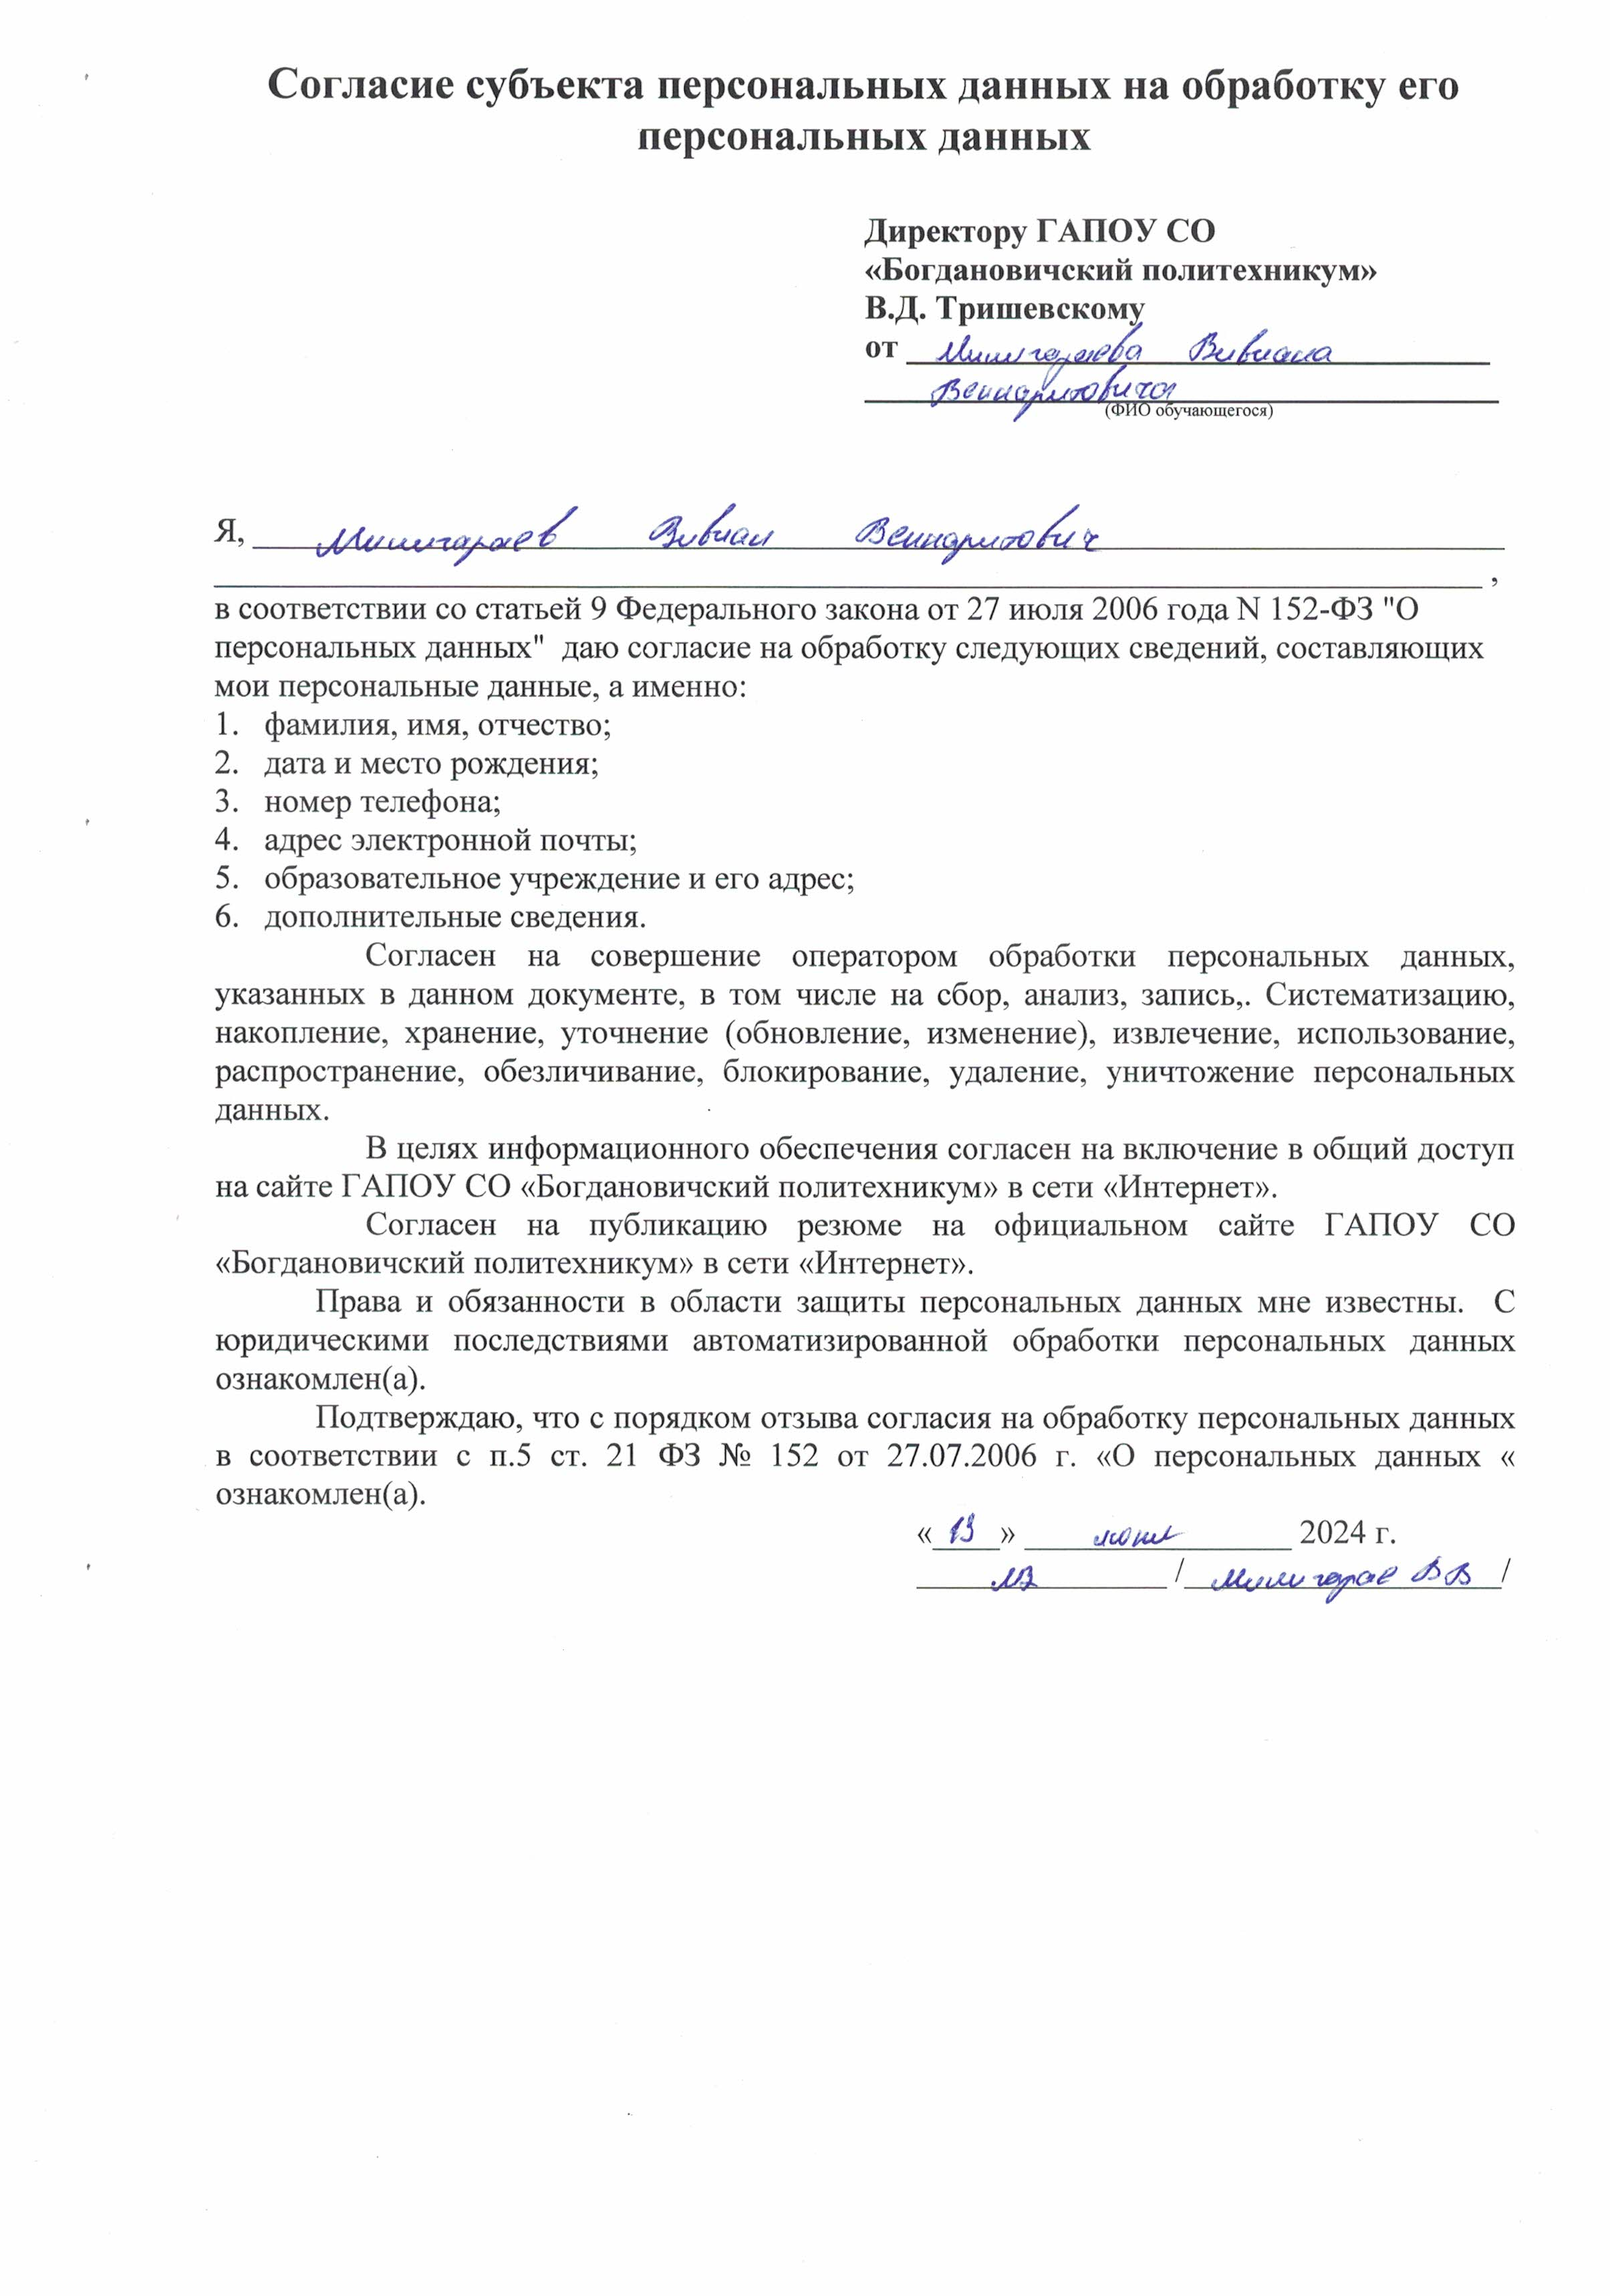 Согласие субъекта персональных данных на обработку его
персональных данных
Директору ГАПОУ СО
«Богдановичский политехникум»
В.Д. Тришевскому
от Вивиана
(ФИО обучающегося)
Я, Вивиан
,
в соответствии со статьей 9 Федерального закона от 27 июля 2006 года N 152-ФЗ "О
персональных данных" даю согласие на обработку следующих сведений, составляющих
мои персональные данные, а именно:
1. фамилия, имя, отчество;
2. дата и место рождения;
3. номер телефона;
4. адрес электронной почты;
5. образовательное учреждение и его адрес;
6. дополнительные сведения.
Согласен на совершение оператором обработки персональных данных,
указанных в данном документе, в том числе на сбор, анализ, запись,. Систематизацию,
накопление, хранение, уточнение (обновление, изменение), извлечение, использование,
распространение, обезличивание, блокирование, удаление, уничтожение персональных
данных.
В целях информационного обеспечения согласен на включение в общий доступ
на сайте ГАПОУ СО «Богдановичский политехникум» в сети «Интернет».
Согласен на публикацию резюме на официальном сайте ГАПОУ СО
«Богдановичский политехникум» в сети «Интернет».
Права и обязанности в области защиты персональных данных мне известны. С
юридическими последствиями автоматизированной обработки персональных данных
ознакомлен(а).
Подтверждаю, что с порядком отзыва согласия на обработку персональных данных
в соответствии с п.5 ст. 21 ФЗ № 152 от 27.07.2006 г. «О персональных данных «
ознакомлен(а).
«13» 2024 г.
/ В В /